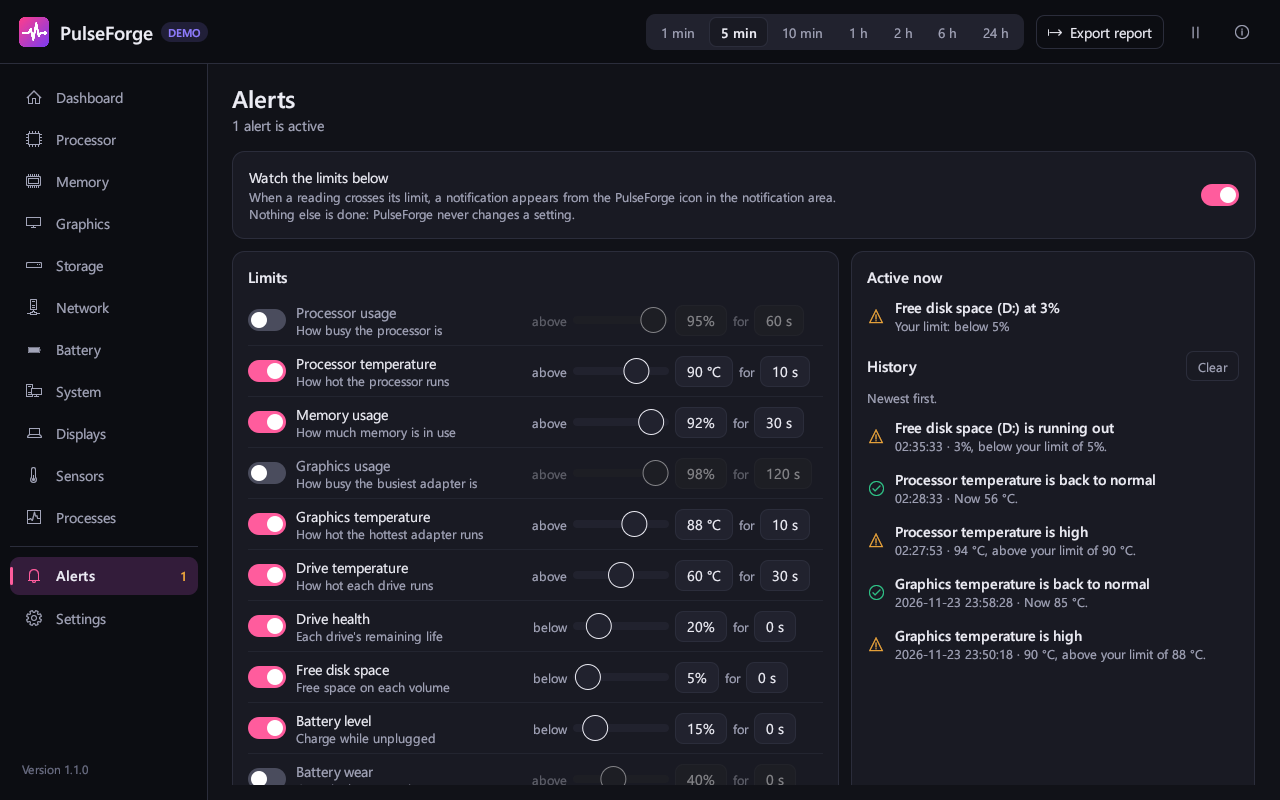 PulseForge DEMO
1 min 5 min 10 min 1 h 2 h 6 h 24 h
Export report
Dashboard
Processor
Memory
Graphics
Storage
Network
Battery
System
Displays
Sensors
Processes
Alerts 1
Settings
Version 1.1.0
Alerts
1 alert is active
Watch the limits below
When a reading crosses its limit, a notification appears from the PulseForge icon in the notification area.
Nothing else is done: PulseForge never changes a setting.
Limits
Processor usage
How busy the processor is
above 95% for 60 s
Processor temperature
How hot the processor runs
above 90 °C for 10 s
Memory usage
How much memory is in use
above 92% for 30 s
Graphics usage
How busy the busiest adapter is
above 98% for 120 s
Graphics temperature
How hot the hottest adapter runs
above 88 °C for 10 s
Drive temperature
How hot each drive runs
above 60 °C for 30 s
Drive health
Each drive's remaining life
below 20% for 0 s
Free disk space
Free space on each volume
below 5% for 0 s
Battery level
Charge while unplugged
below 15% for 0 s
Battery wear
above 40% for 0 s
Active now
Free disk space (D:) at 3%
Your limit: below 5%
History
Clear
Newest first.
Free disk space (D:) is running out
02:35:33 · 3%, below your limit of 5%.
Processor temperature is back to normal
02:28:33 · Now 56 °C.
Processor temperature is high
02:27:53 · 94 °C, above your limit of 90 °C.
Graphics temperature is back to normal
2026-11-23 23:58:28 · Now 85 °C.
Graphics temperature is high
2026-11-23 23:50:18 · 90 °C, above your limit of 88 °C.